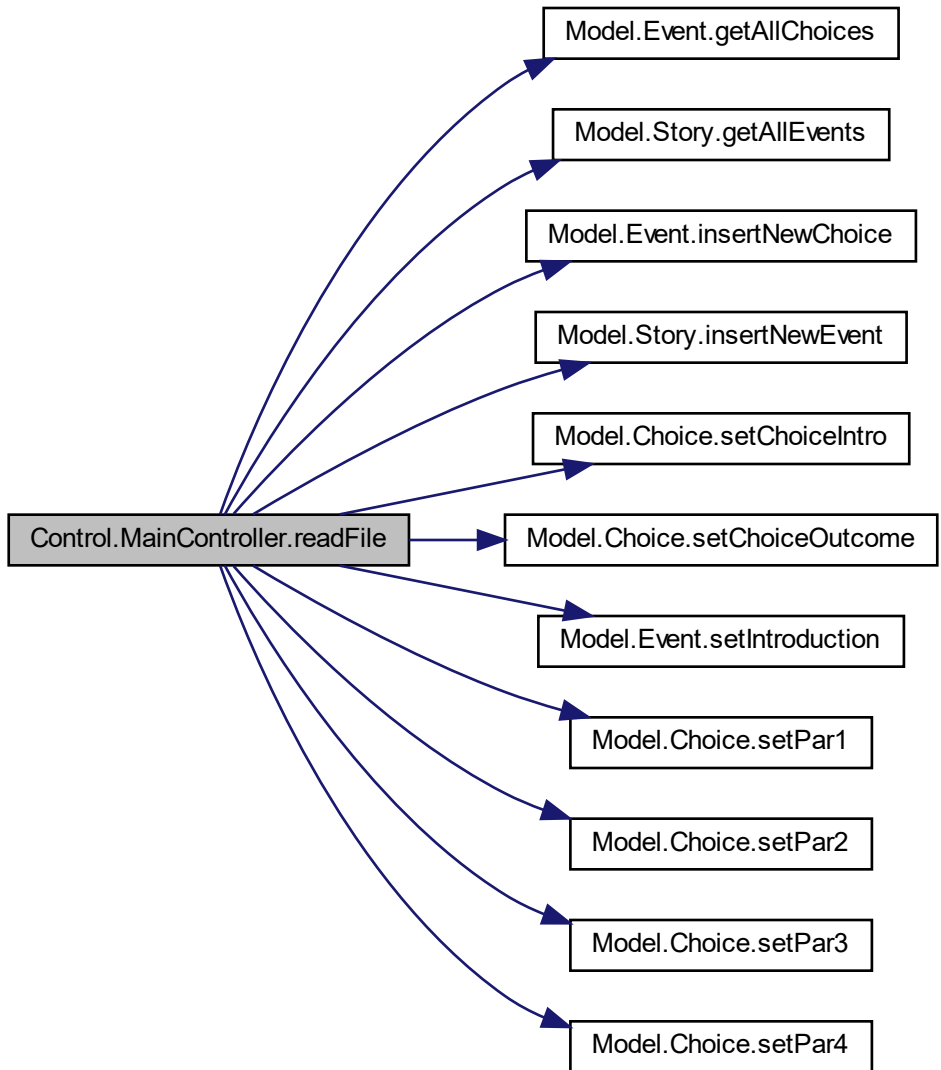 Model.Event.getAllChoices
Model.Story.getAllEvents
Model.Event.insertNewChoice
Model.Story.insertNewEvent
Model.Choice.setChoiceIntro
Control.MainController.readFile
Model.Choice.setChoiceOutcome
Model.Event.setIntroduction
Model.Choice.setPar1
Model.Choice.setPar2
Model.Choice.setPar3
Model.Choice.setPar4